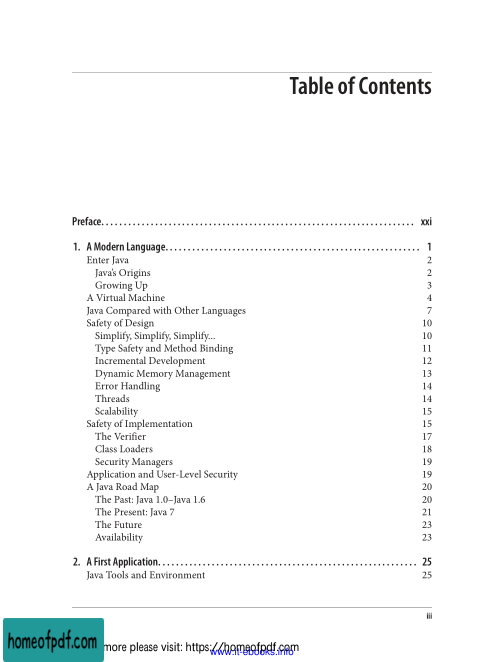 Table of Contents
Preface. . . . . . . . . . . . . . . . . . . . . . . . . . . . . . . . . . . . . . . . . . . . . . . . . . . . . . . . . . . . . . . . . . . . . xxi
1. A Modern Language. . . . . . . . . . . . . . . . . . . . . . . . . . . . . . . . . . . . . . . . . . . . . . . . . . . . . . . . 1
Enter Java 2
Java's Origins 2
Growing Up 3
A Virtual Machine 4
Java Compared with Other Languages 7
Safety of Design 10
Simplify, Simplify, Simplify... 10
Type Safety and Method Binding 11
Incremental Development 12
Dynamic Memory Management 13
Error Handling 14
Threads 14
Scalability 15
Safety of Implementation 15
The Verifier 17
Class Loaders 18
Security Managers 19
Application and User-Level Security 19
A Java Road Map 20
The Past: Java 1.0–Java 1.6 20
The Present: Java 7 21
The Future 23
Availability 23
2. A First Application. . . . . . . . . . . . . . . . . . . . . . . . . . . . . . . . . . . . . . . . . . . . . . . . . . . . . . . . . 25
Java Tools and Environment 25
iii
homeofpdf.com
more please visit: https://homeofpdf.com
www.it-ebooks.info